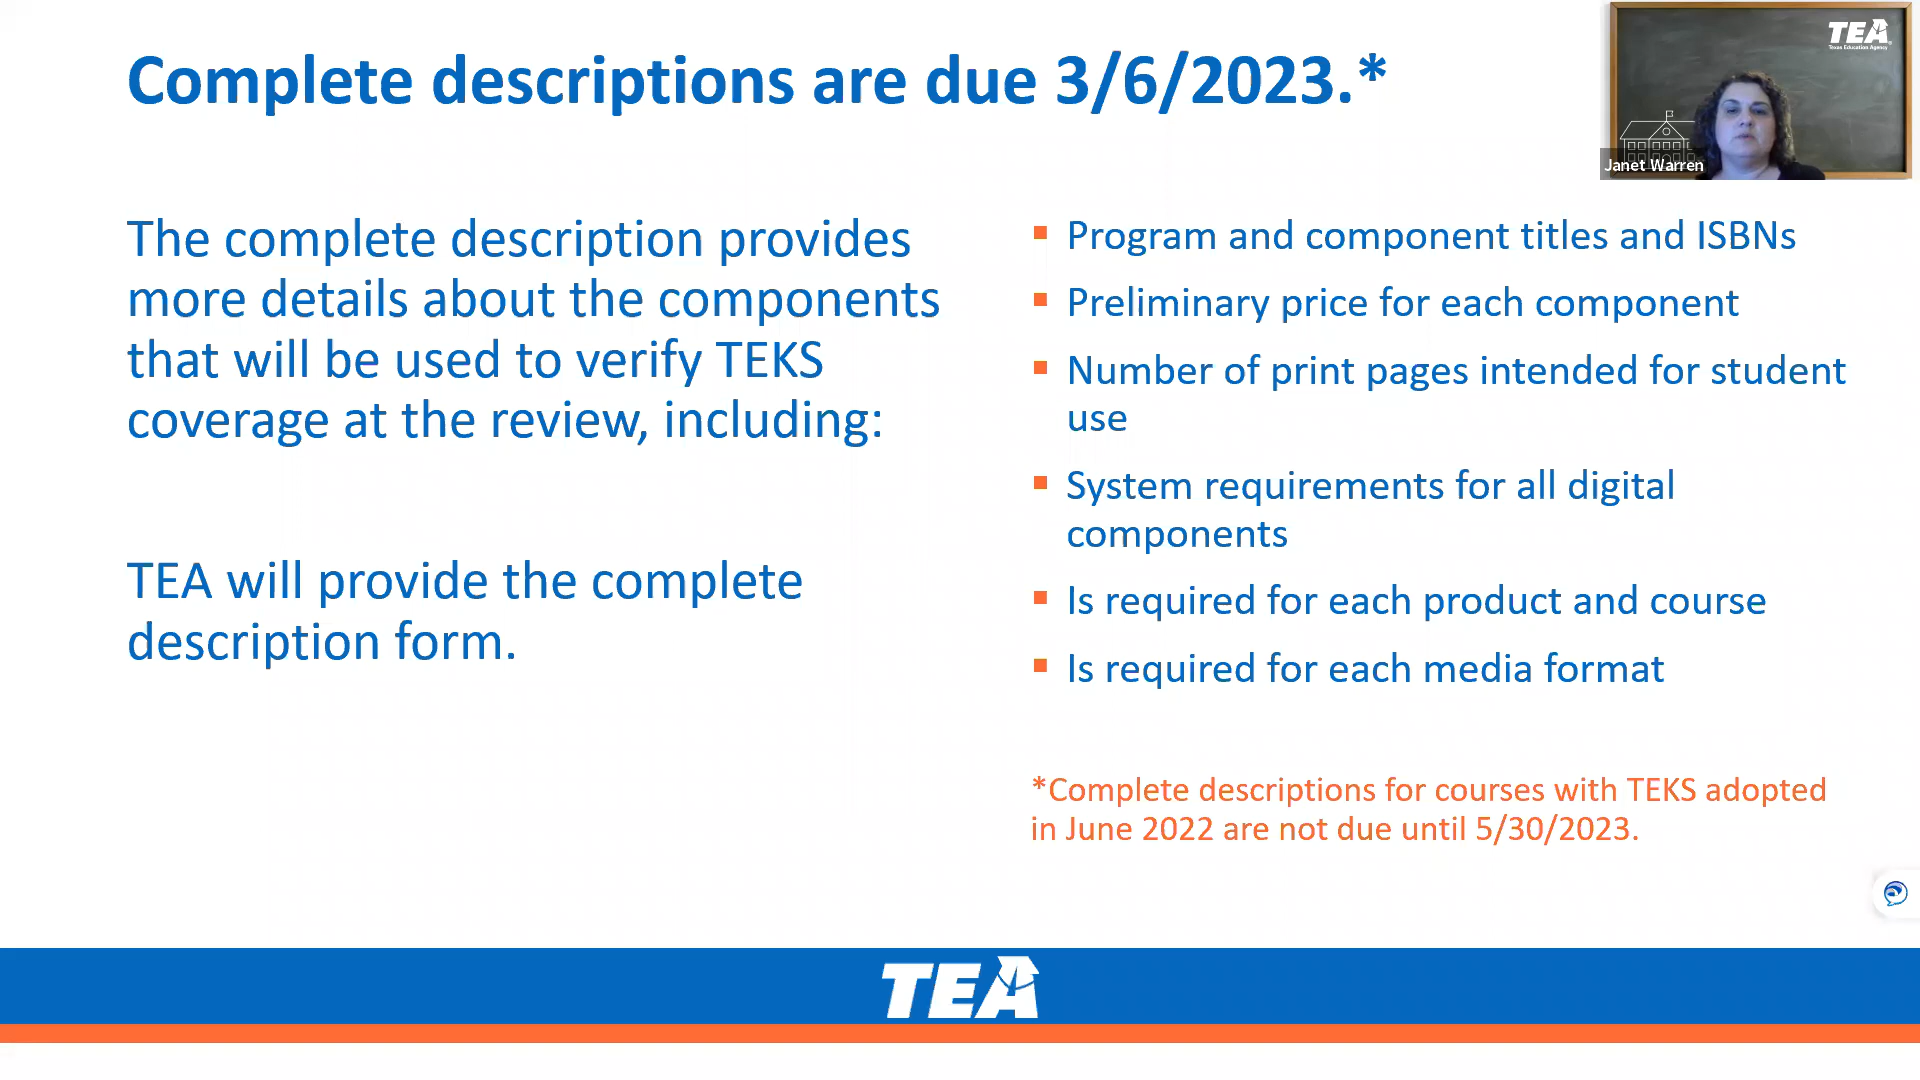 Complete descriptions are due 3/6/2023.*
TEA
Texas Education Agency
Janet Warren
The complete description provides
more details about the components
that will be used to verify TEKS
coverage at the review, including:
TEA will provide the complete
description form.
Program and component titles and ISBNs
Preliminary price for each component
Number of print pages intended for student
use
System requirements for all digital
components
Is required for each product and course
Is required for each media format
*Complete descriptions for courses with TEKS adopted
in June 2022 are not due until 5/30/2023.
TEA